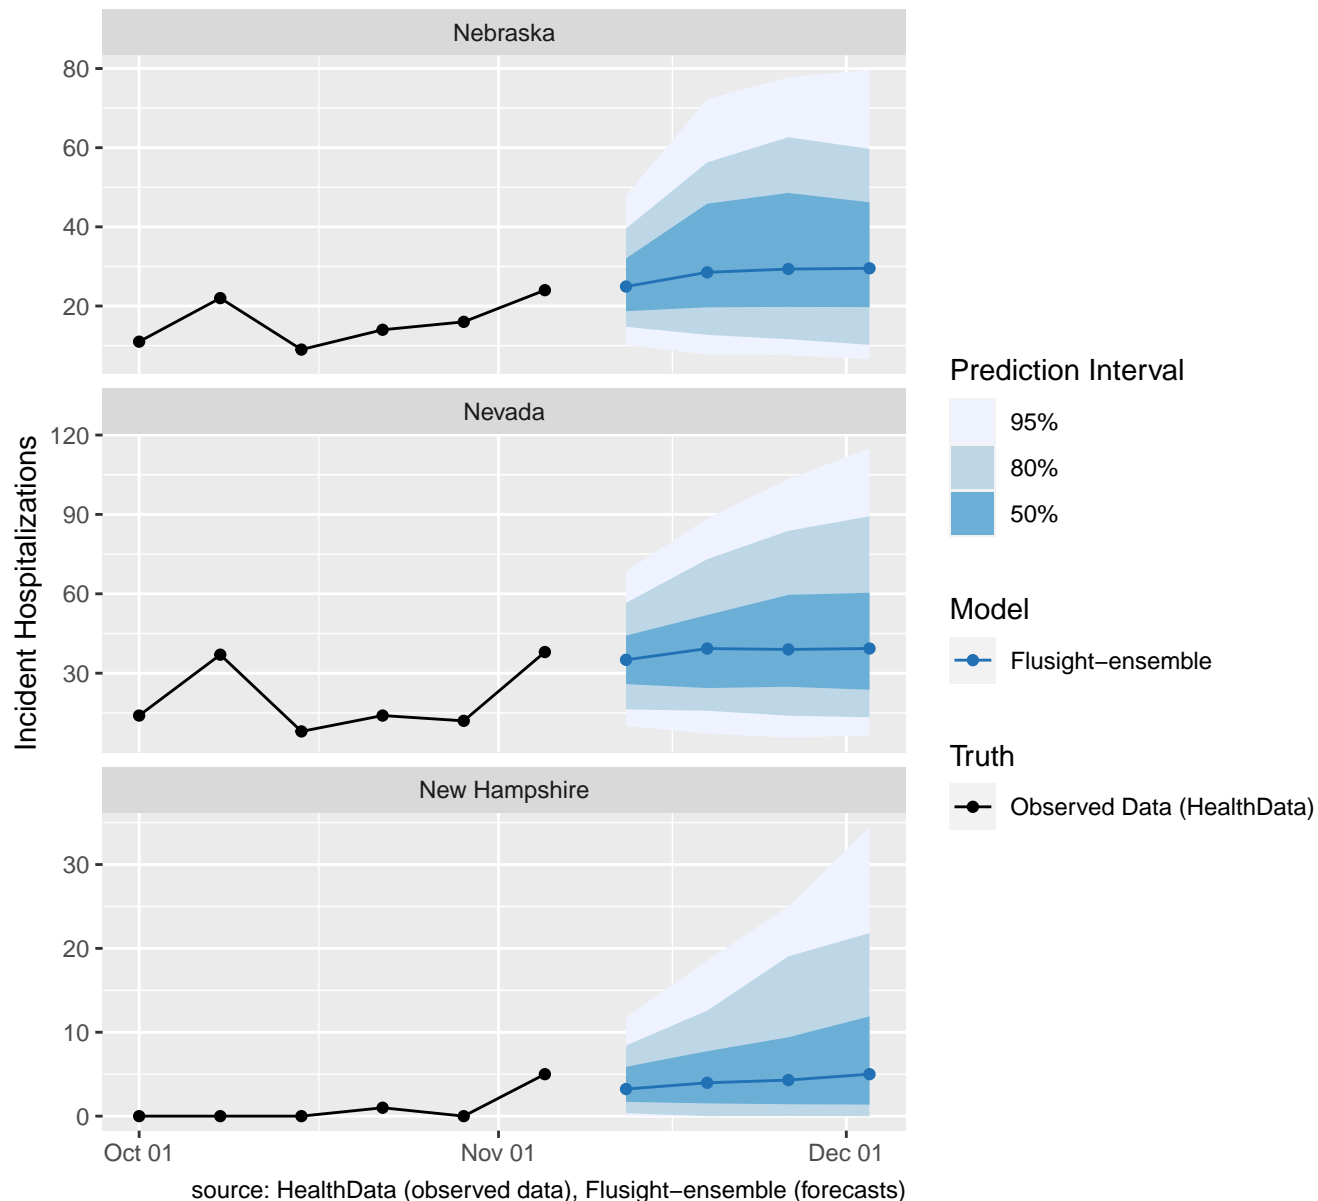 Nebraska
80
60
40
20
Nevada
120
90
60
30
New Hampshire
30
20
10
0
Oct 01
Nov 01
Dec 01
Incident Hospitalizations
source: HealthData (observed data), Flusight−ensemble (forecasts)
Prediction Interval
95%
80%
50%
Model
Flusight−ensemble
Truth
Observed Data (HealthData)